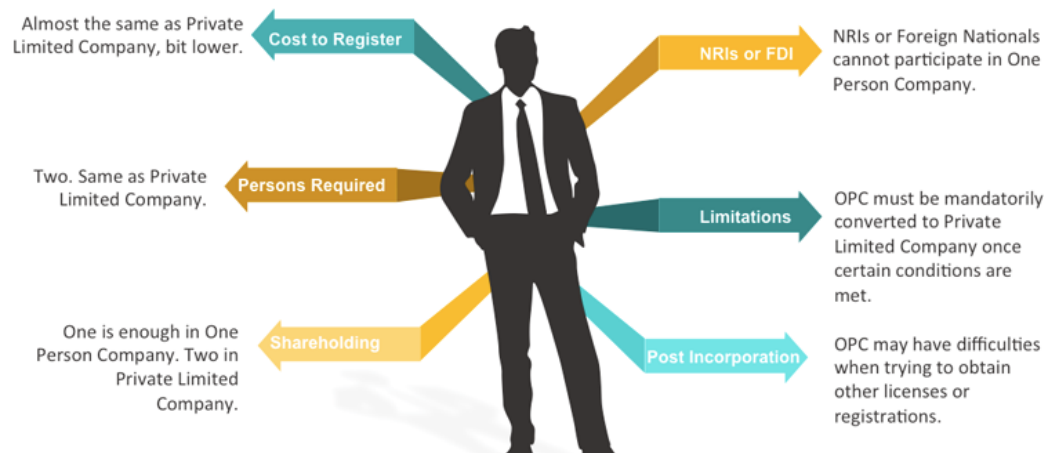 Almost the same as Private
Limited Company, bit lower.
Cost to Register
NRIs or FDI
NRIs or Foreign Nationals
cannot participate in One
Person Company.
Two. Same as Private
Limited Company.
Persons Required
Limitations
OPC must be mandatorily
converted to Private
Limited Company once
certain conditions are
met.
One is enough in One
Person Company. Two in
Private Limited
Company.
Shareholding
Post Incorporation
OPC may have difficulties
when trying to obtain
other licenses or
registrations.